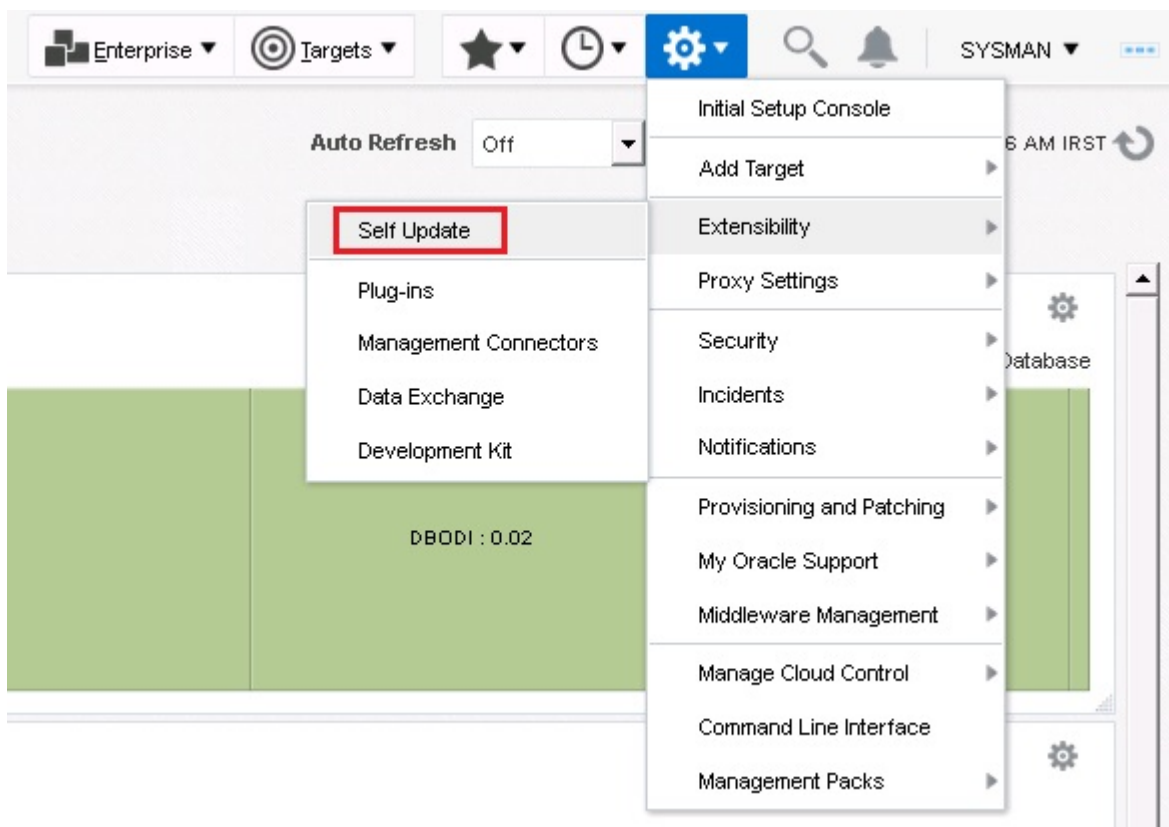 Enterprise Targets SYSMAN
Auto Refresh Off 6 AM IRST
Initial Setup Console
Add Target
Extensibility
Proxy Settings
Security
Incidents
Notifications
Provisioning and Patching
My Oracle Support
Middleware Management
Manage Cloud Control
Command Line Interface
Management Packs
Self Update
Plug-ins
Management Connectors
Data Exchange
Development Kit
DBODI : 0.02